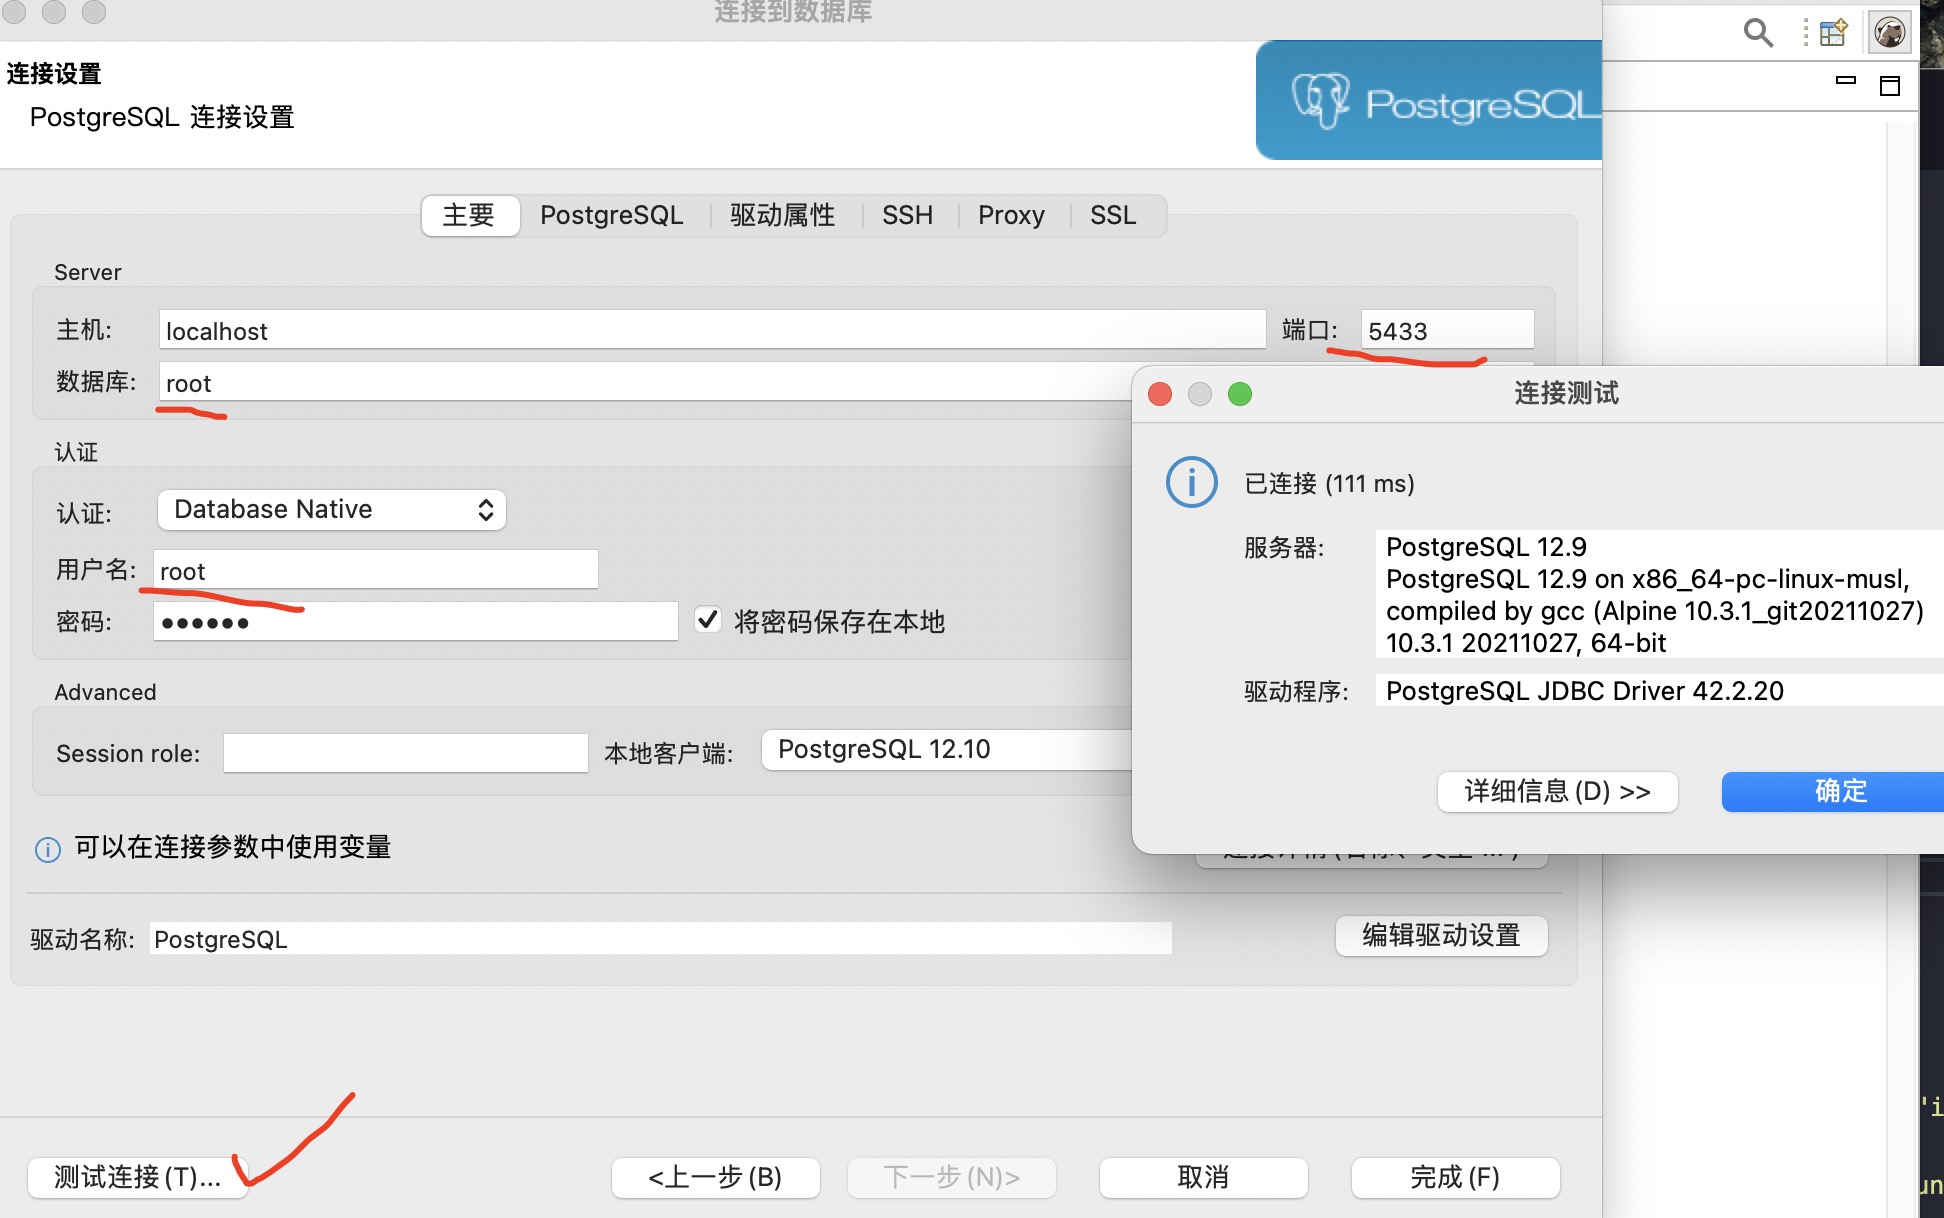 连接到数据库
连接设置
PostgreSQL 连接设置
PostgreSQL
主要 PostgreSQL 驱动属性 SSH Proxy SSL
Server
主机: localhost 端口: 5433
数据库: root
认证
认证: Database Native
用户名: root
密码: ●●●●●● 将密码保存在本地
Advanced
Session role: 本地客户端: PostgreSQL 12.10
可以在连接参数中使用变量
驱动名称: PostgreSQL 编辑驱动设置
测试连接(T)... <上一步(B) 下一步(N)> 取消 完成(F)
连接测试
已连接 (111 ms)
服务器: PostgreSQL 12.9
PostgreSQL 12.9 on x86_64-pc-linux-musl,
compiled by gcc (Alpine 10.3.1_git20211027)
10.3.1 20211027, 64-bit
驱动程序: PostgreSQL JDBC Driver 42.2.20
详细信息(D) >> 确定
'i